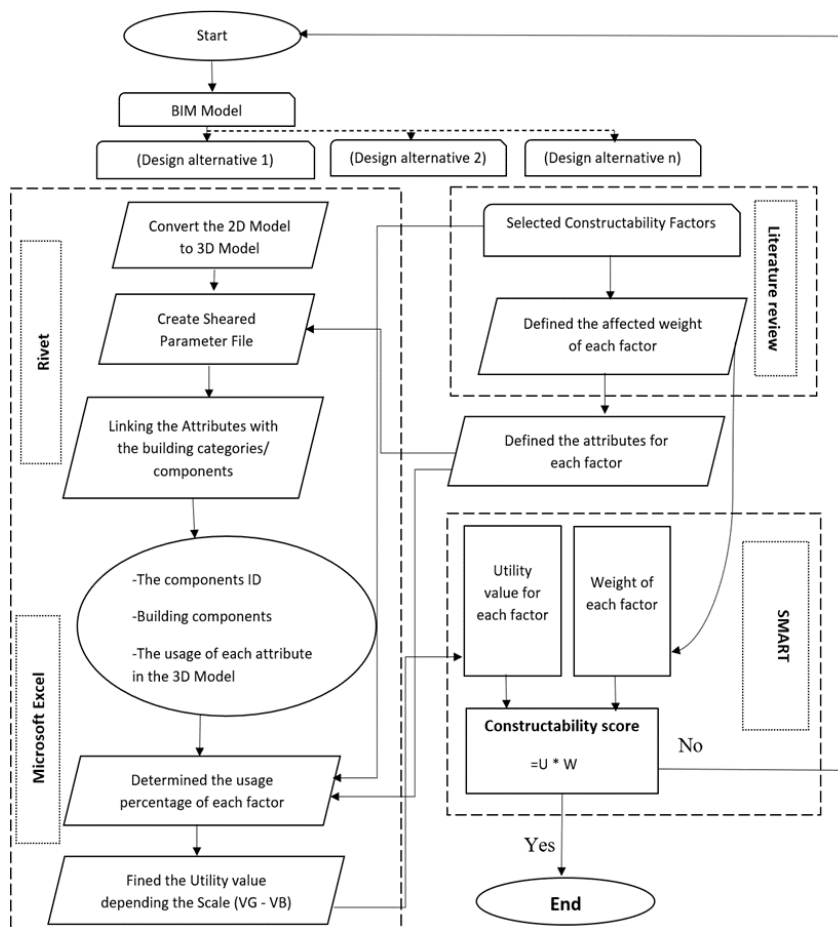 Start
BIM Model
(Design alternative 1)
(Design alternative 2)
(Design alternative n)
Rivet
Convert the 2D Model
to 3D Model
Create Sheared
Parameter File
Linking the Attributes with
the building categories/
components
Selected Constructability Factors
Defined the affected weight
of each factor
Literature review
Defined the attributes for
each factor
Microsoft Excel
-The components ID
-Building components
-The usage of each attribute
in the 3D Model
Determined the usage
percentage of each factor
Fined the Utility value
depending the Scale (VG - VB)
Utility
value for
each factor
Weight of
each factor
SMART
Constructability score
=U * W
No
Yes
End